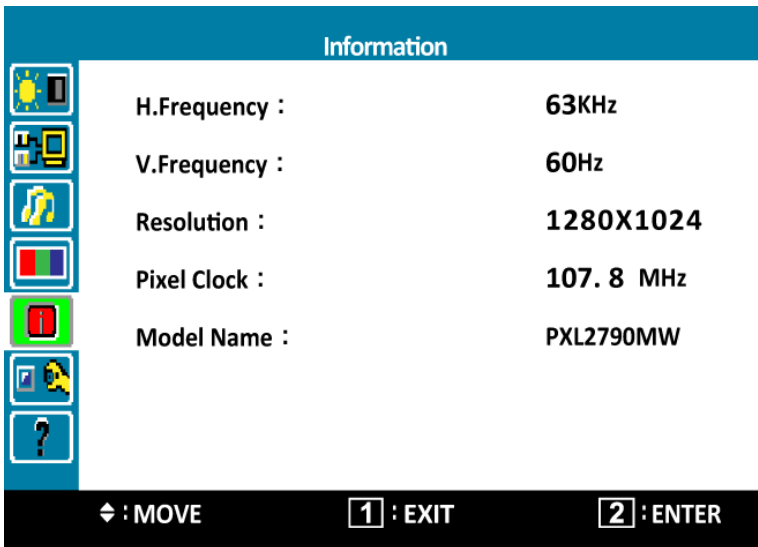 Information
H.Frequency : 63KHz
V.Frequency : 60Hz
Resolution : 1280X1024
Pixel Clock : 107. 8 MHz
Model Name : PXL2790MW
?
: MOVE 1 : EXIT 2 : ENTER